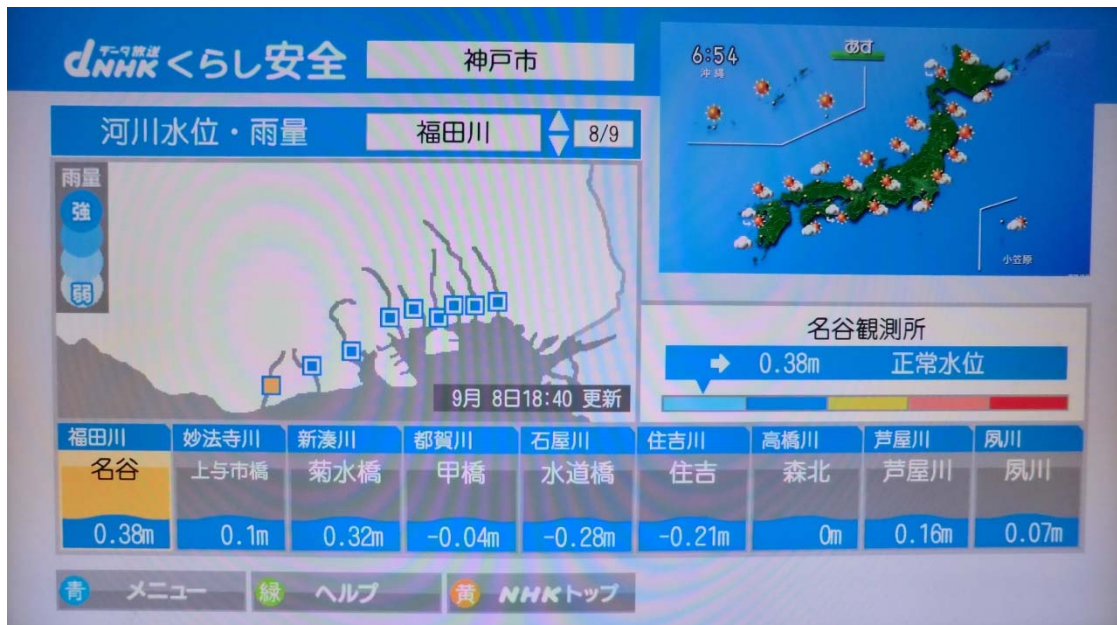 データ放送
dNHK くらし安全 神戸市
河川水位・雨量 福田川 8/9
雨量
強
弱
9月 8日18:40 更新
6:54
沖縄
あす
小笠原
名谷観測所
0.38m 正常水位
福田川 妙法寺川 新湊川 都賀川 石屋川 住吉川 高橋川 芦屋川 夙川
名谷 上与市橋 菊水橋 甲橋 水道橋 住吉 森北 芦屋川 夙川
0.38m 0.1m 0.32m -0.04m -0.28m -0.21m 0m 0.16m 0.07m
青 メニュー 緑 ヘルプ 黄 NHKトップ